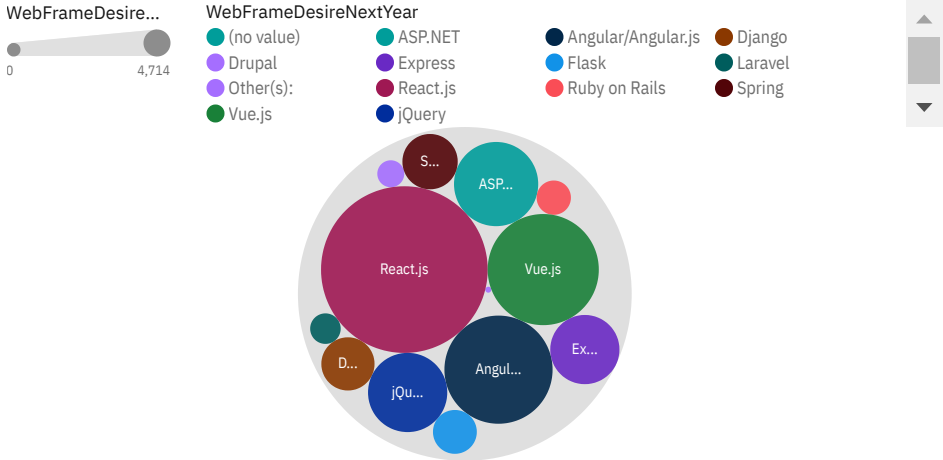 WebFrameDesire...
0 4,714
WebFrameDesireNextYear
(no value) ASP.NET Angular/Angular.js Django
Drupal Express Flask Laravel
Other(s): React.js Ruby on Rails Spring
Vue.js jQuery
S...
ASP...
React.js
Vue.js
Ex...
D...
Angul...
jQu...